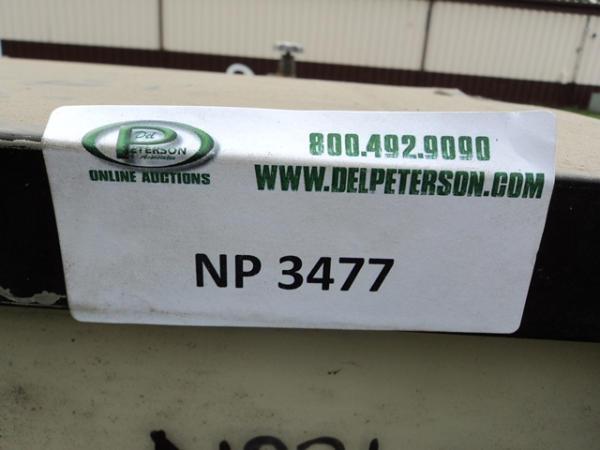 Del
PETERSON
& Associates
ONLINE AUCTIONS
800.492.9090
WWW.DELPETERSON.COM
NP 3477